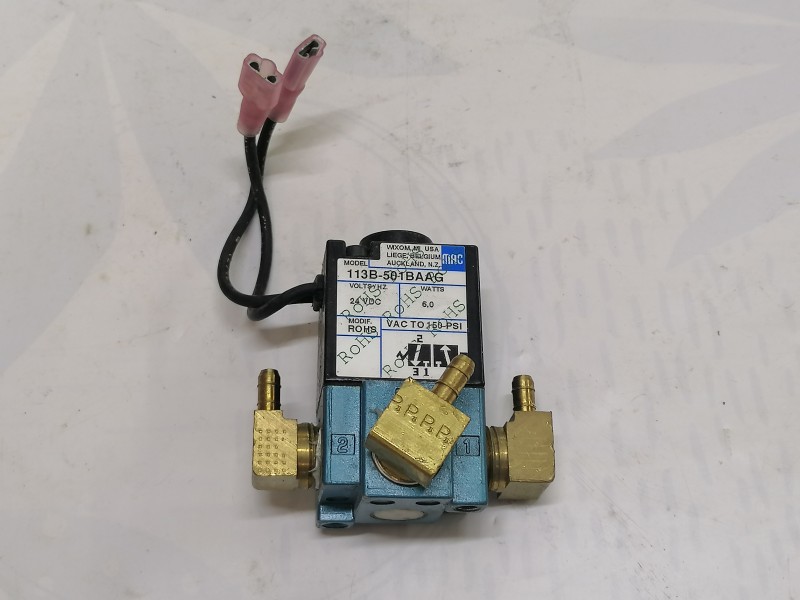 WIXOM, MI, USA
LIEGE, BELGIUM
AUCKLAND, N.Z.
MAC
MODEL
113B-501BAAG
VOLTS/HZ.
WATTS
24 VDC
6.0
MODIF.
ROHS
VAC TO 150 PSI
2
3 1
RoHS RoHS
RoHS RoHS
2
1
P.P.P.P.